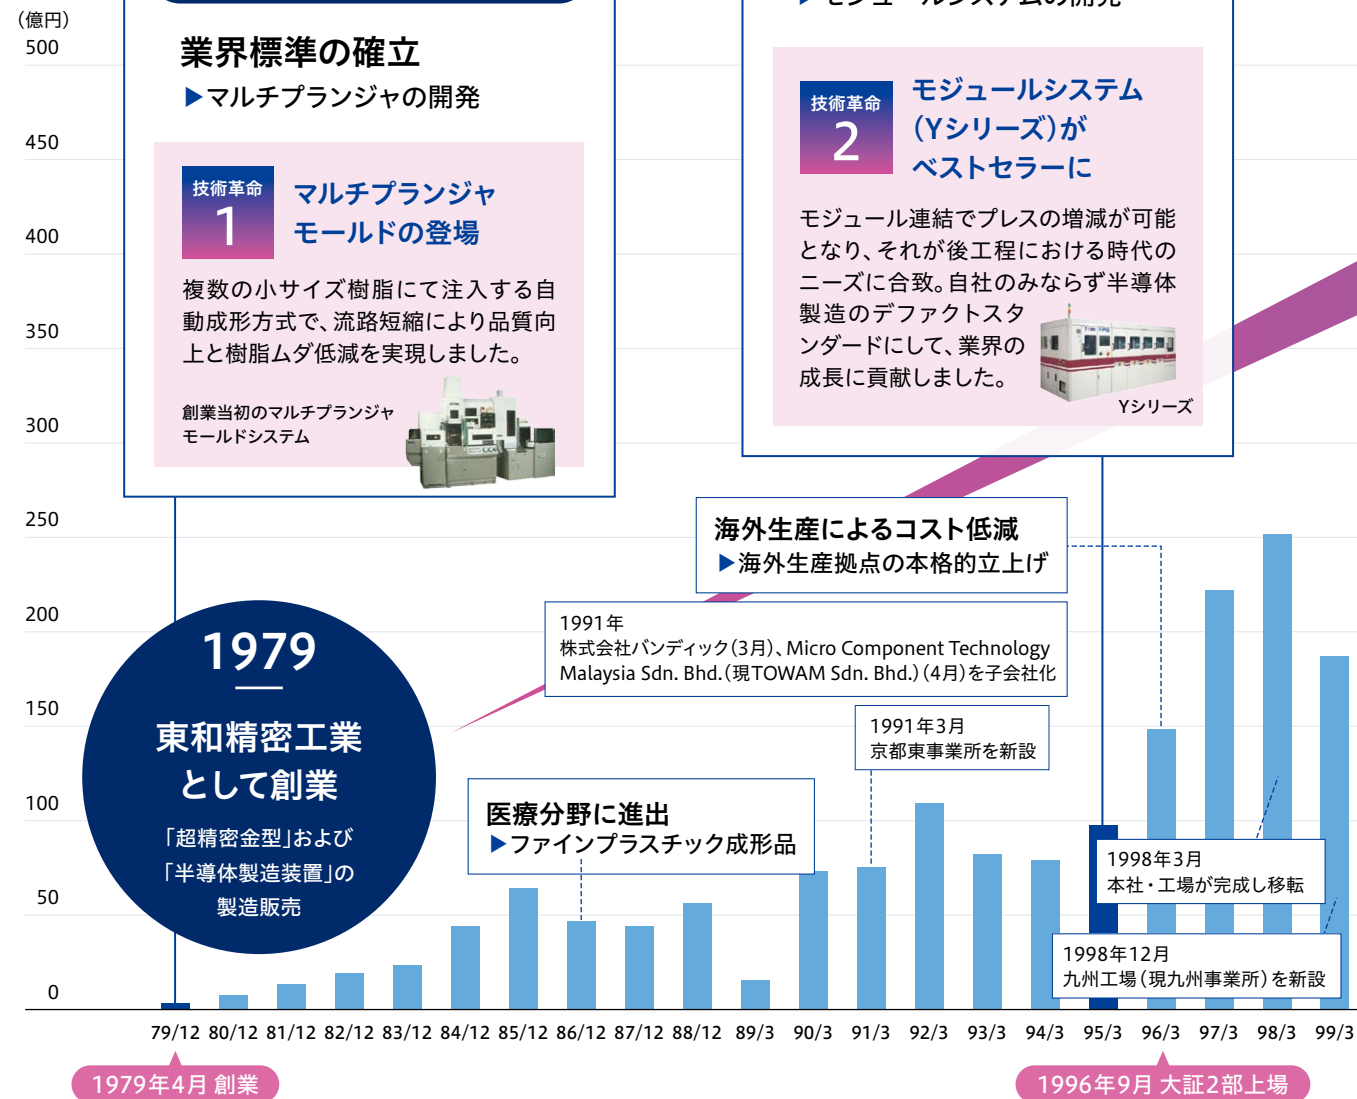 （億円）
500
450
400
350
300
250
200
150
100
50
0
業界標準の確立
▶マルチプランジャの開発
技術革命
1
マルチプランジャ
モールドの登場
複数の小サイズ樹脂にて注入する自
動成形方式で、流路短縮により品質向
上と樹脂ムダ低減を実現しました。
創業当初のマルチプランジャ
モールドシステム
▶モジュールシステムの開発
技術革命
2
モジュールシステム
（Yシリーズ）が
ベストセラーに
モジュール連結でプレスの増減が可能
となり、それが後工程における時代の
ニーズに合致。自社のみならず半導体
製造のデファクトスタ
ンダードにして、業界の
成長に貢献しました。
Yシリーズ
海外生産によるコスト低減
▶海外生産拠点の本格的立上げ
1991年
株式会社バンディック（3月）、Micro Component Technology
Malaysia Sdn. Bhd.（現TOWAM Sdn. Bhd.）（4月）を子会社化
1991年3月
京都東事業所を新設
1979
東和精密工業
として創業
「超精密金型」および
「半導体製造装置」の
製造販売
医療分野に進出
▶ファインプラスチック成形品
1998年3月
本社・工場が完成し移転
1998年12月
九州工場（現九州事業所）を新設
79/12 80/12 81/12 82/12 83/12 84/12 85/12 86/12 87/12 88/12 89/3 90/3 91/3 92/3 93/3 94/3 95/3 96/3 97/3 98/3 99/3
1979年4月 創業
1996年9月 大証2部上場